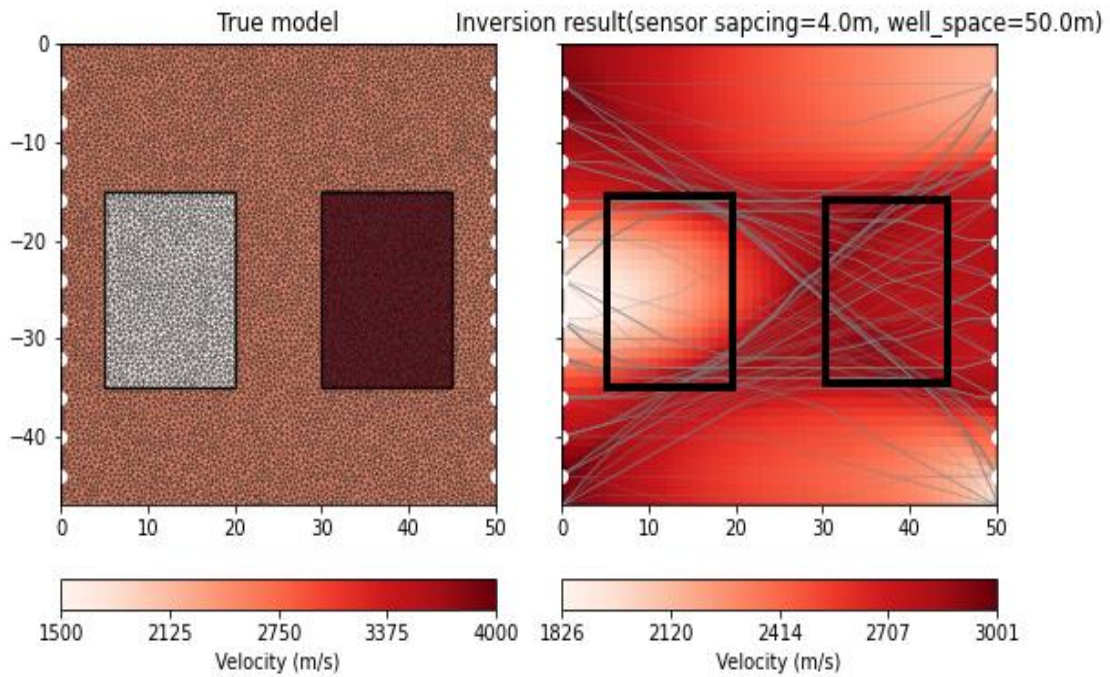 True model
Inversion result(sensor sapcing=4.0m, well_space=50.0m)
0
−10
−20
−30
−40
0 10 20 30 40 50
0 10 20 30 40 50
1500 2125 2750 3375 4000
Velocity (m/s)
1826 2120 2414 2707 3001
Velocity (m/s)